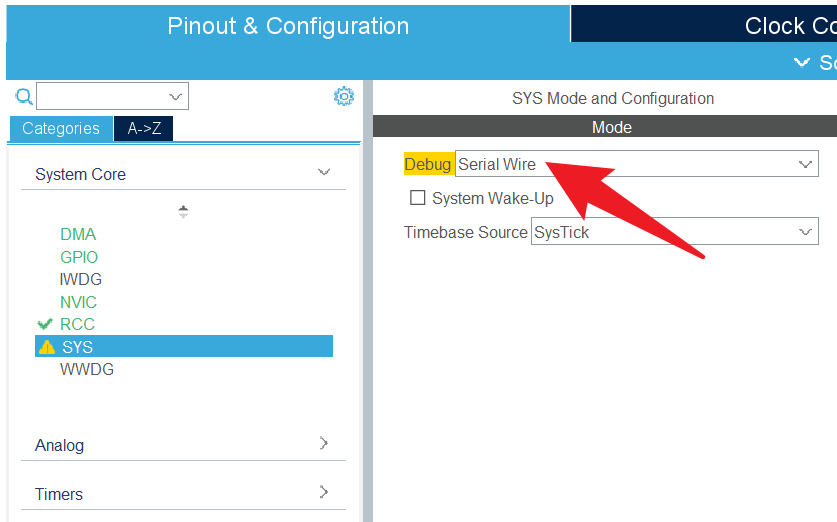 Pinout & Configuration
Clock Co
So
Categories
A->Z
System Core
DMA
GPIO
IWDG
NVIC
RCC
SYS
WWDG
Analog
Timers
SYS Mode and Configuration
Mode
Debug Serial Wire
System Wake-Up
Timebase Source SysTick